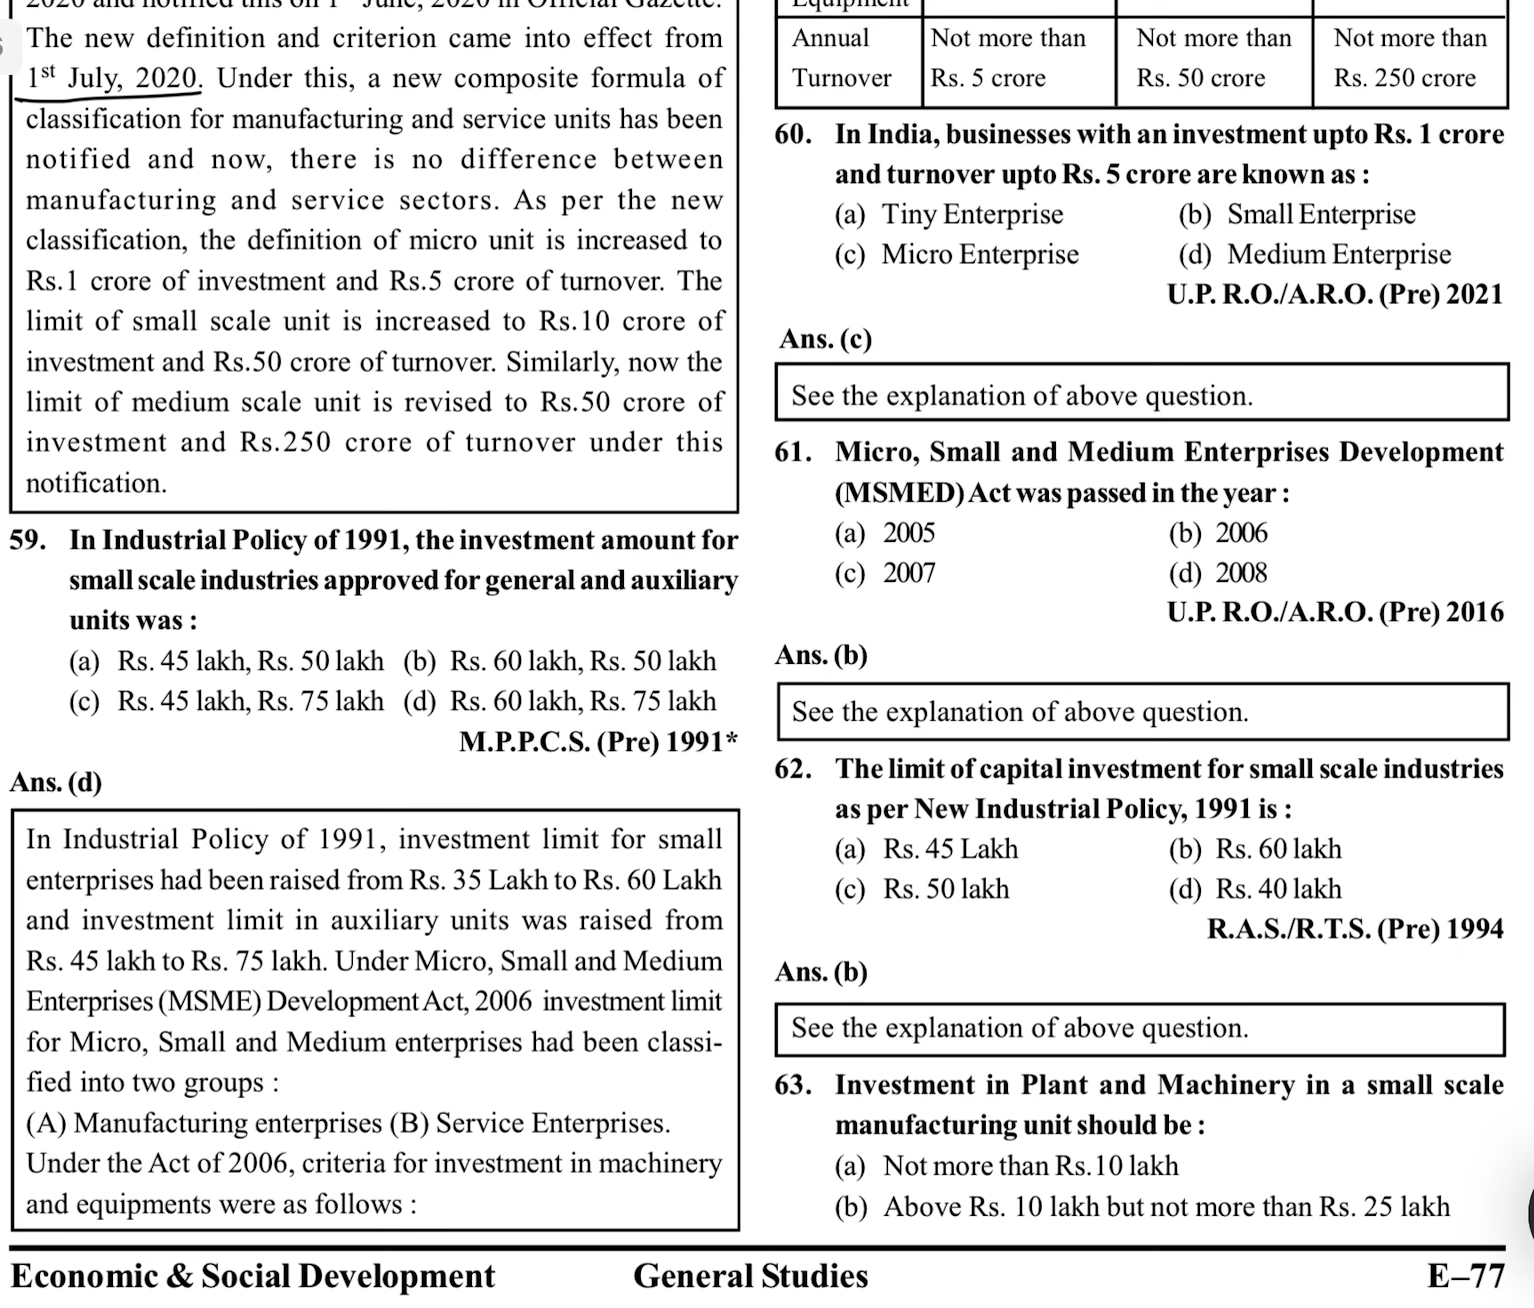 2020 and notified this on 1st June, 2020 in Official Gazette.
The new definition and criterion came into effect from
1st July, 2020. Under this, a new composite formula of
classification for manufacturing and service units has been
notified and now, there is no difference between
manufacturing and service sectors. As per the new
classification, the definition of micro unit is increased to
Rs.1 crore of investment and Rs.5 crore of turnover. The
limit of small scale unit is increased to Rs.10 crore of
investment and Rs.50 crore of turnover. Similarly, now the
limit of medium scale unit is revised to Rs.50 crore of
investment and Rs.250 crore of turnover under this
notification.
59. In Industrial Policy of 1991, the investment amount for
small scale industries approved for general and auxiliary
units was :
(a) Rs. 45 lakh, Rs. 50 lakh (b) Rs. 60 lakh, Rs. 50 lakh
(c) Rs. 45 lakh, Rs. 75 lakh (d) Rs. 60 lakh, Rs. 75 lakh
M.P.P.C.S. (Pre) 1991*
Ans. (d)
In Industrial Policy of 1991, investment limit for small
enterprises had been raised from Rs. 35 Lakh to Rs. 60 Lakh
and investment limit in auxiliary units was raised from
Rs. 45 lakh to Rs. 75 lakh. Under Micro, Small and Medium
Enterprises (MSME) Development Act, 2006 investment limit
for Micro, Small and Medium enterprises had been classi-
fied into two groups :
(A) Manufacturing enterprises (B) Service Enterprises.
Under the Act of 2006, criteria for investment in machinery
and equipments were as follows :
Equipment
Annual Not more than Not more than Not more than
Turnover Rs. 5 crore Rs. 50 crore Rs. 250 crore
60. In India, businesses with an investment upto Rs. 1 crore
and turnover upto Rs. 5 crore are known as :
(a) Tiny Enterprise (b) Small Enterprise
(c) Micro Enterprise (d) Medium Enterprise
U.P. R.O./A.R.O. (Pre) 2021
Ans. (c)
See the explanation of above question.
61. Micro, Small and Medium Enterprises Development
(MSMED) Act was passed in the year :
(a) 2005 (b) 2006
(c) 2007 (d) 2008
U.P. R.O./A.R.O. (Pre) 2016
Ans. (b)
See the explanation of above question.
62. The limit of capital investment for small scale industries
as per New Industrial Policy, 1991 is :
(a) Rs. 45 Lakh (b) Rs. 60 lakh
(c) Rs. 50 lakh (d) Rs. 40 lakh
R.A.S./R.T.S. (Pre) 1994
Ans. (b)
See the explanation of above question.
63. Investment in Plant and Machinery in a small scale
manufacturing unit should be :
(a) Not more than Rs.10 lakh
(b) Above Rs. 10 lakh but not more than Rs. 25 lakh
Economic & Social Development General Studies E–77